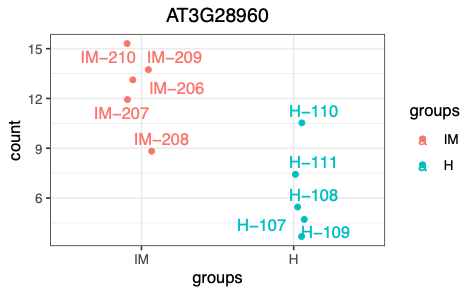 AT3G28960
15
12
9
6
count
IM−210 IM−209
IM−206
IM−207
IM−208
H−110
H−111
H−108
H−107
H−109
IM H
groups
groups
a IM
a H